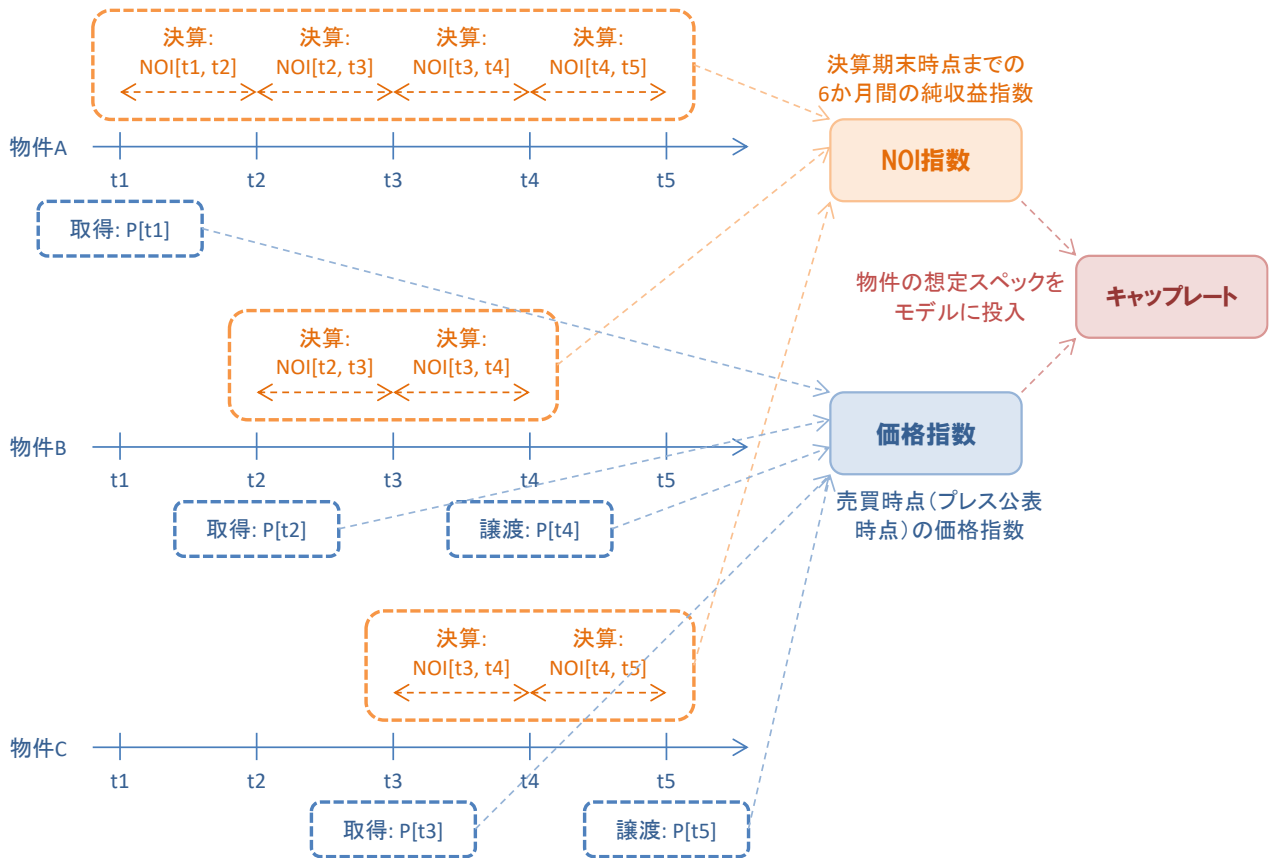 決算:
NOI[t1, t2]
決算:
NOI[t2, t3]
決算:
NOI[t3, t4]
決算:
NOI[t4, t5]
物件A
t1
t2
t3
t4
t5
取得: P[t1]
決算期末時点までの
6か月間の純収益指数
NOI指数
物件の想定スペックを
モデルに投入
キャップレート
決算:
NOI[t2, t3]
決算:
NOI[t3, t4]
物件B
t1
t2
t3
t4
t5
取得: P[t2]
譲渡: P[t4]
価格指数
売買時点(プレス公表
時点)の価格指数
決算:
NOI[t3, t4]
決算:
NOI[t4, t5]
物件C
t1
t2
t3
t4
t5
取得: P[t3]
譲渡: P[t5]